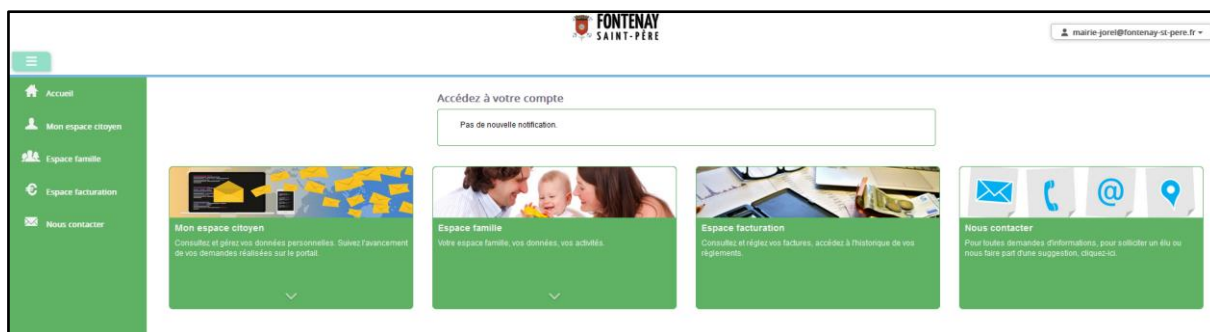 FONTENAY
SAINT-PÈRE
mairie-jorel@fontenay-st-pere.fr
Accueil
Mon espace citoyen
Espace famille
Espace facturation
Nous contacter
Accédez à votre compte
Pas de nouvelle notification.
Mon espace citoyen
Consultez et gérez vos données personnelles. Suivez l'avancement
de vos demandes réalisées sur le portail.
Espace famille
Votre espace famille, vos données, vos activités.
Espace facturation
Consultez et réglez vos factures, accédez à l'historique de vos
règlements.
Nous contacter
Pour toutes demandes d'informations, pour solliciter un élu ou
nous faire part d'une suggestion, cliquez-ici.